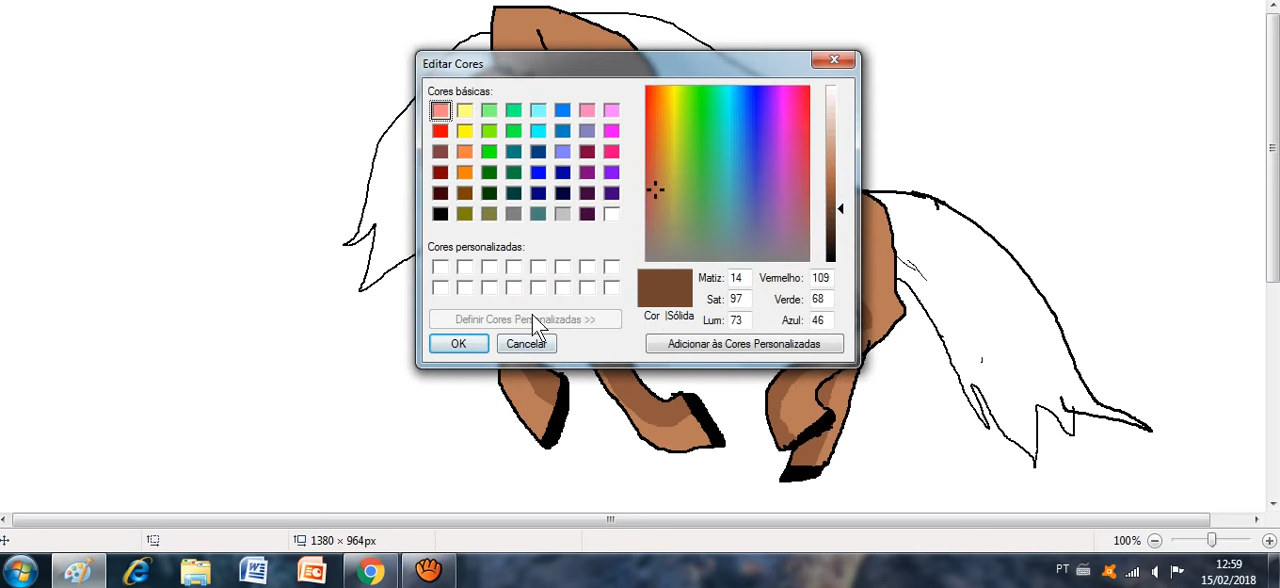 Editar Cores
Cores básicas:
Cores personalizadas:
Definir Cores Personalizadas >>
OK
Cancelar
Cor |Sólida
Matiz: 14
Sat: 97
Lum: 73
Vermelho: 109
Verde: 68
Azul: 46
Adicionar às Cores Personalizadas
1380 × 964px
100%
PT
12:59
15/02/2018